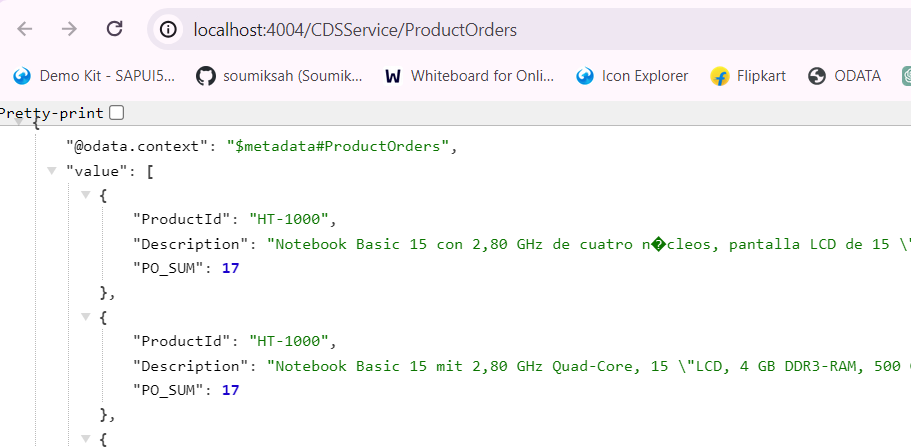 localhost:4004/CDSService/ProductOrders
Demo Kit - SAPUI5... soumiksah (Soumik... Whiteboard for Onli... Icon Explorer Flipkart ODATA
Pretty-print
{
"@odata.context": "$metadata#ProductOrders",
"value": [
{
"ProductId": "HT-1000",
"Description": "Notebook Basic 15 con 2,80 GHz de cuatro n�cleos, pantalla LCD de 15 \"
"PO_SUM": 17
},
{
"ProductId": "HT-1000",
"Description": "Notebook Basic 15 mit 2,80 GHz Quad-Core, 15 \"LCD, 4 GB DDR3-RAM, 500
"PO_SUM": 17
},
{